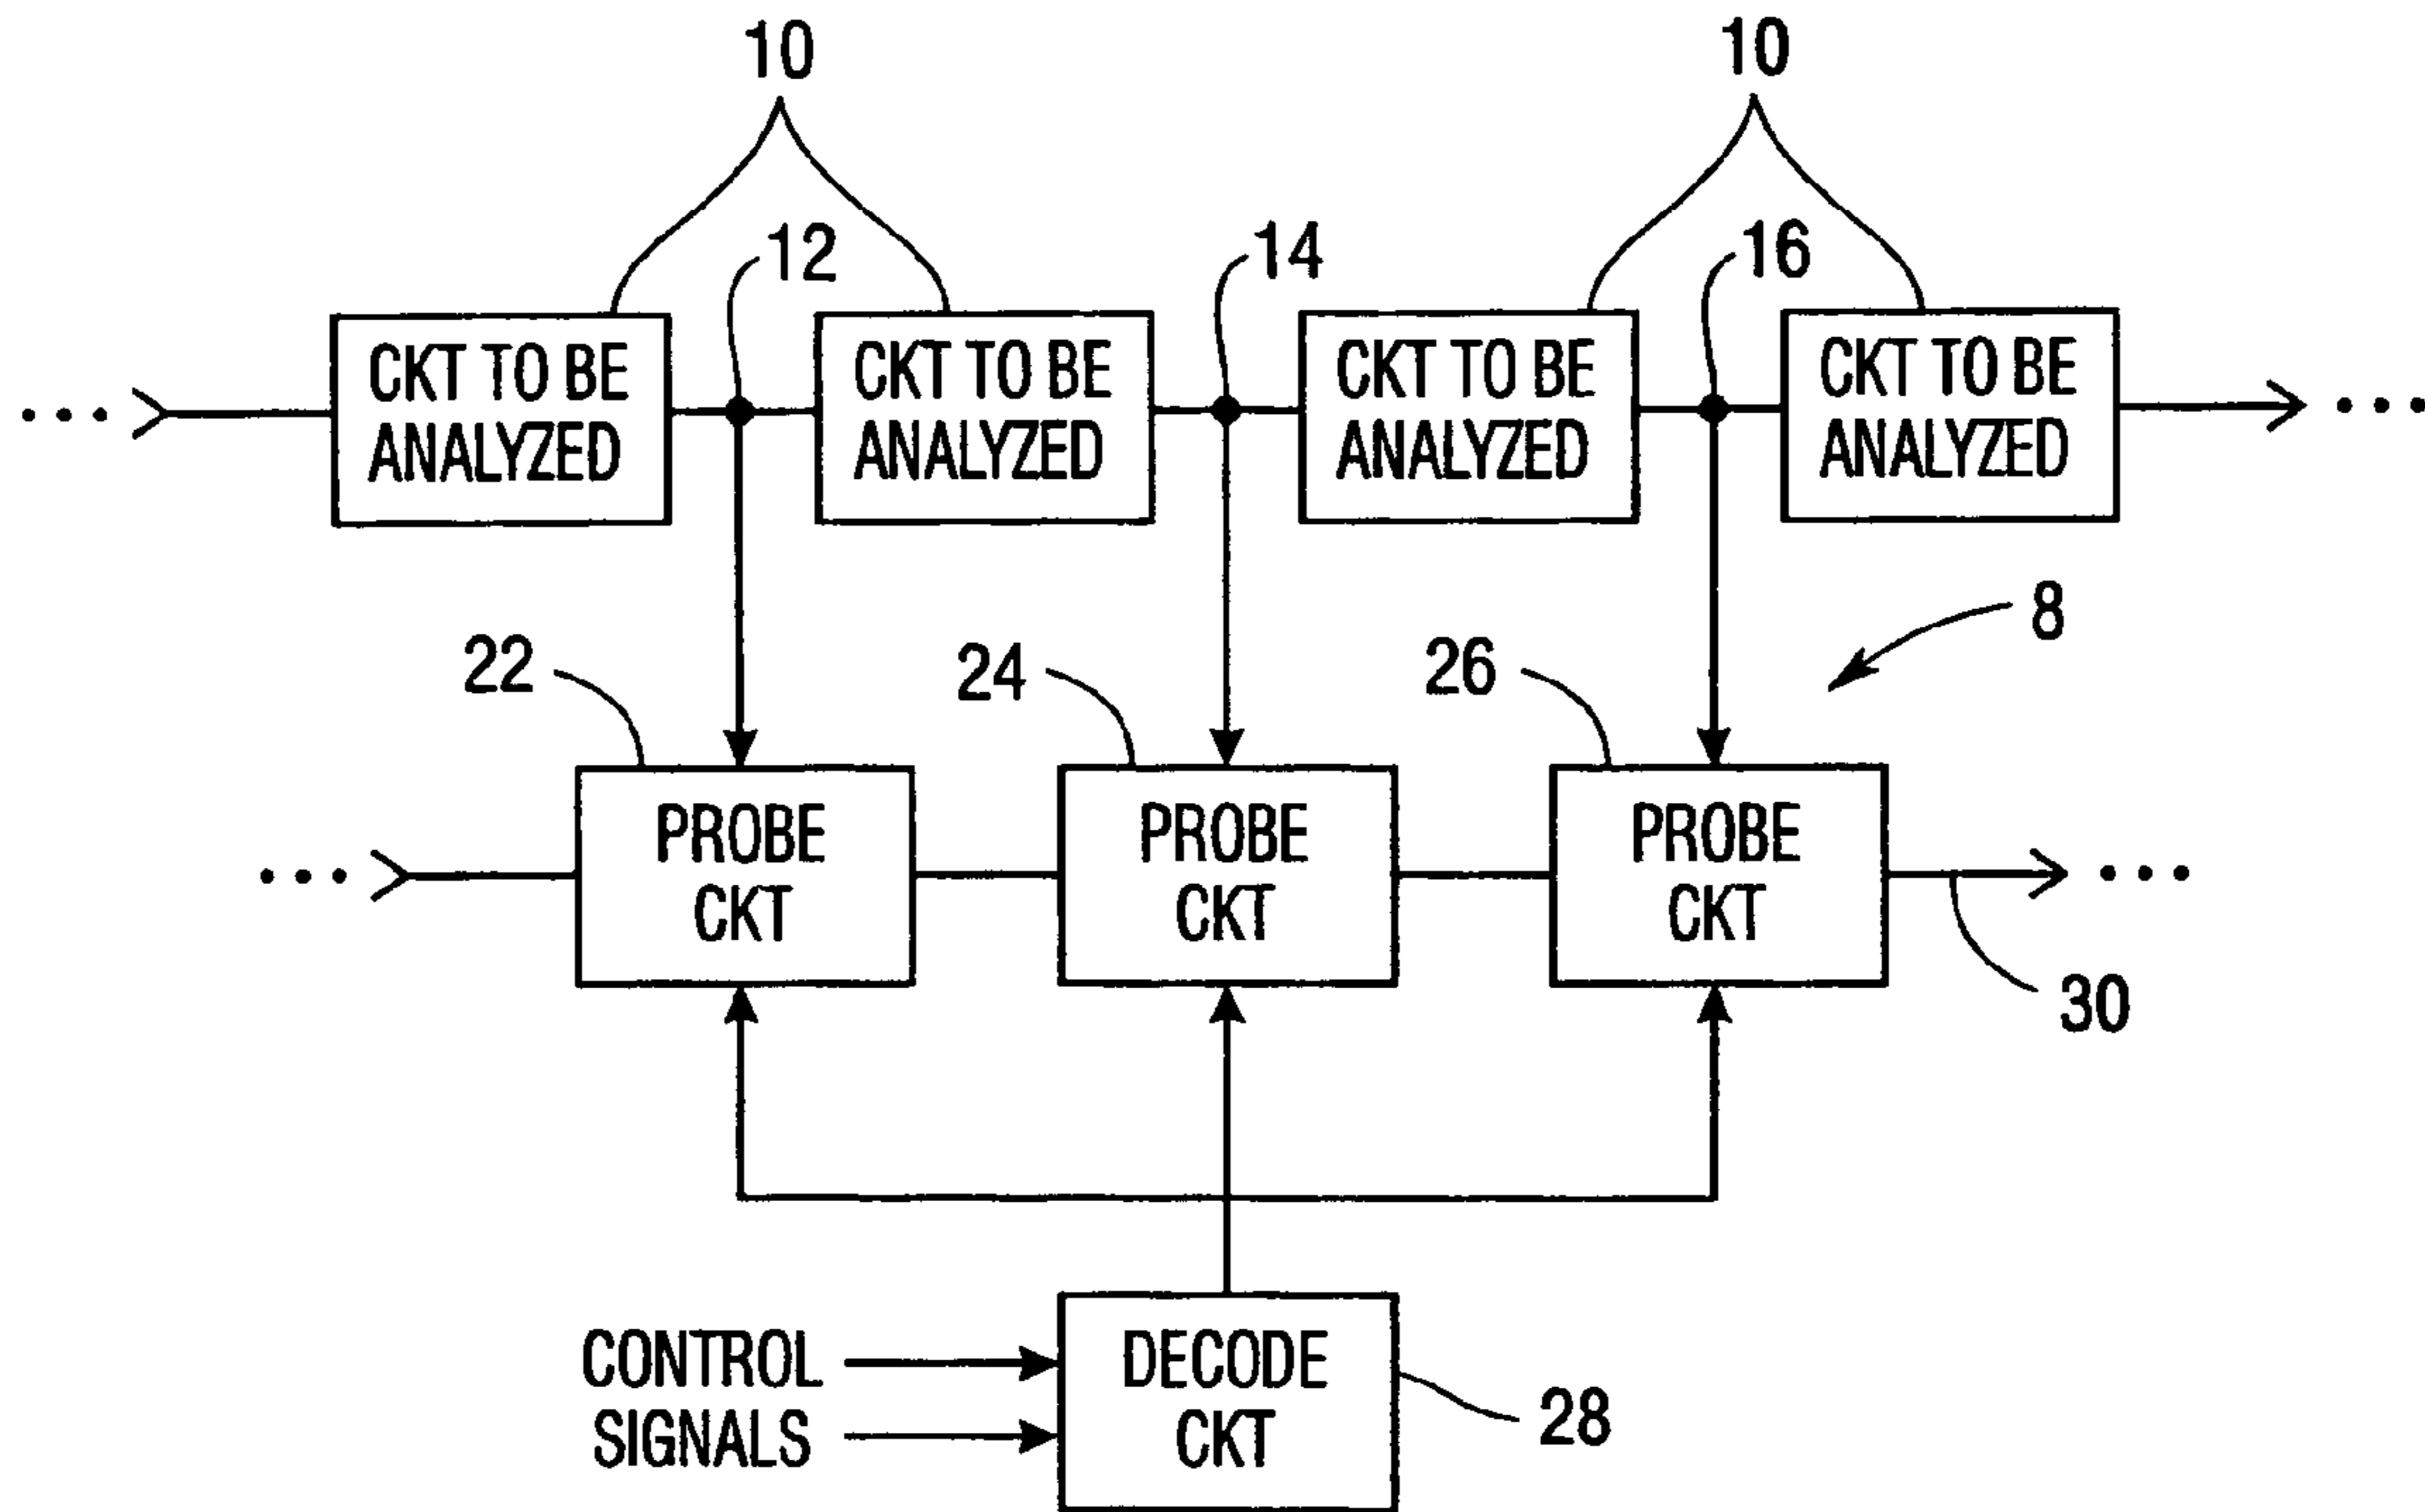 10
10
12
14
16
CKT TO BE
ANALYZED
CKT TO BE
ANALYZED
CKT TO BE
ANALYZED
CKT TO BE
ANALYZED
8
22
24
26
PROBE
CKT
PROBE
CKT
PROBE
CKT
30
CONTROL
SIGNALS
DECODE
CKT
28